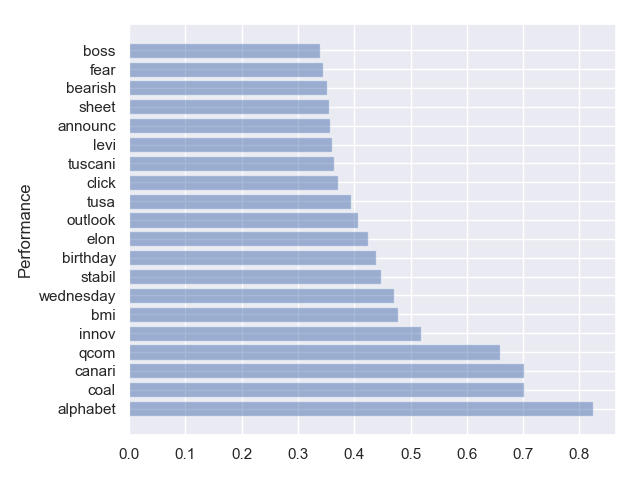 boss
fear
bearish
sheet
announc
levi
tuscani
click
tusa
outlook
elon
birthday
stabil
wednesday
bmi
innov
qcom
canari
coal
alphabet
Performance
0.0 0.1 0.2 0.3 0.4 0.5 0.6 0.7 0.8